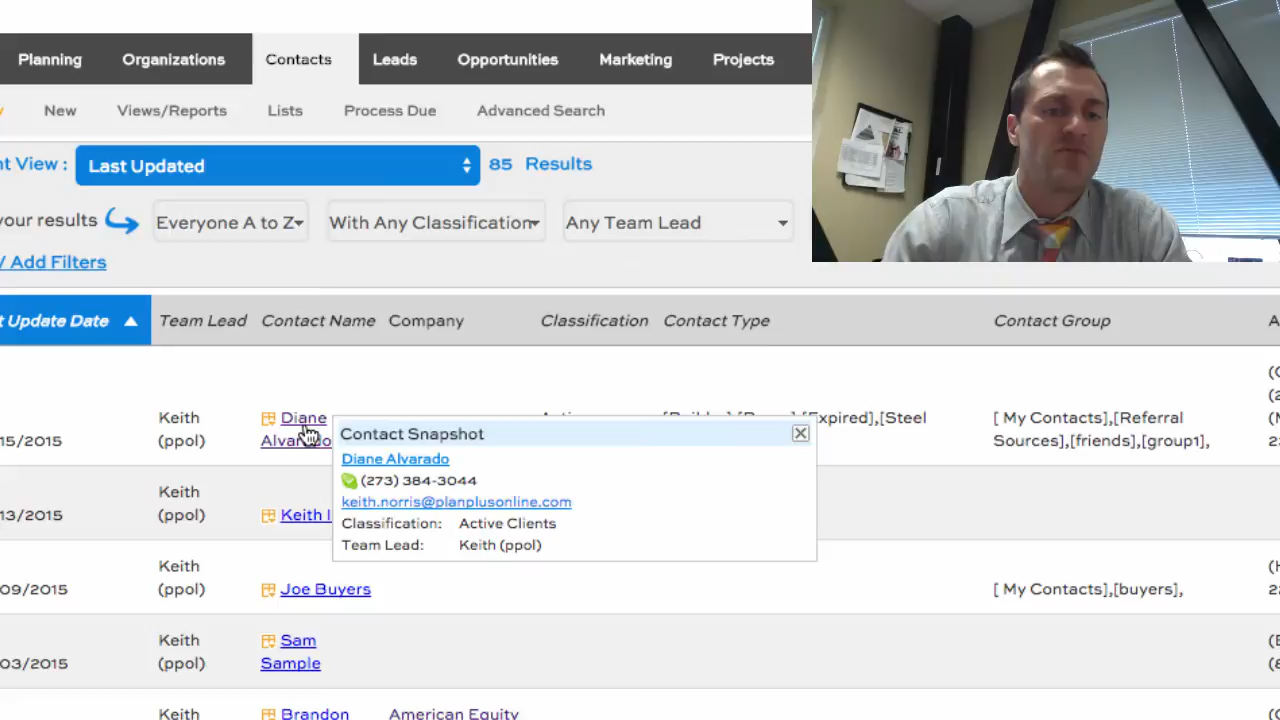 Planning Organizations Contacts Leads Opportunities Marketing Projects
New Views/Reports Lists Process Due Advanced Search
nt View : Last Updated 85 Results
your results Everyone A to Z With Any Classification Any Team Lead
/ Add Filters
t Update Date Team Lead Contact Name Company Classification Contact Type Contact Group A
Keith Diane Expired],[Steel [ My Contacts],[Referral
15/2015 (ppol) Alvarado Sources],[friends],[group1],
Contact Snapshot
Diane Alvarado
(273) 384-3044
keith.norris@planplusonline.com
Classification: Active Clients
Team Lead: Keith (ppol)
Keith
13/2015 (ppol) Keith
Keith
09/2015 (ppol) Joe Buyers [ My Contacts],[buyers],
Keith Sam
03/2015 (ppol) Sample
Keith Brandon American Equity